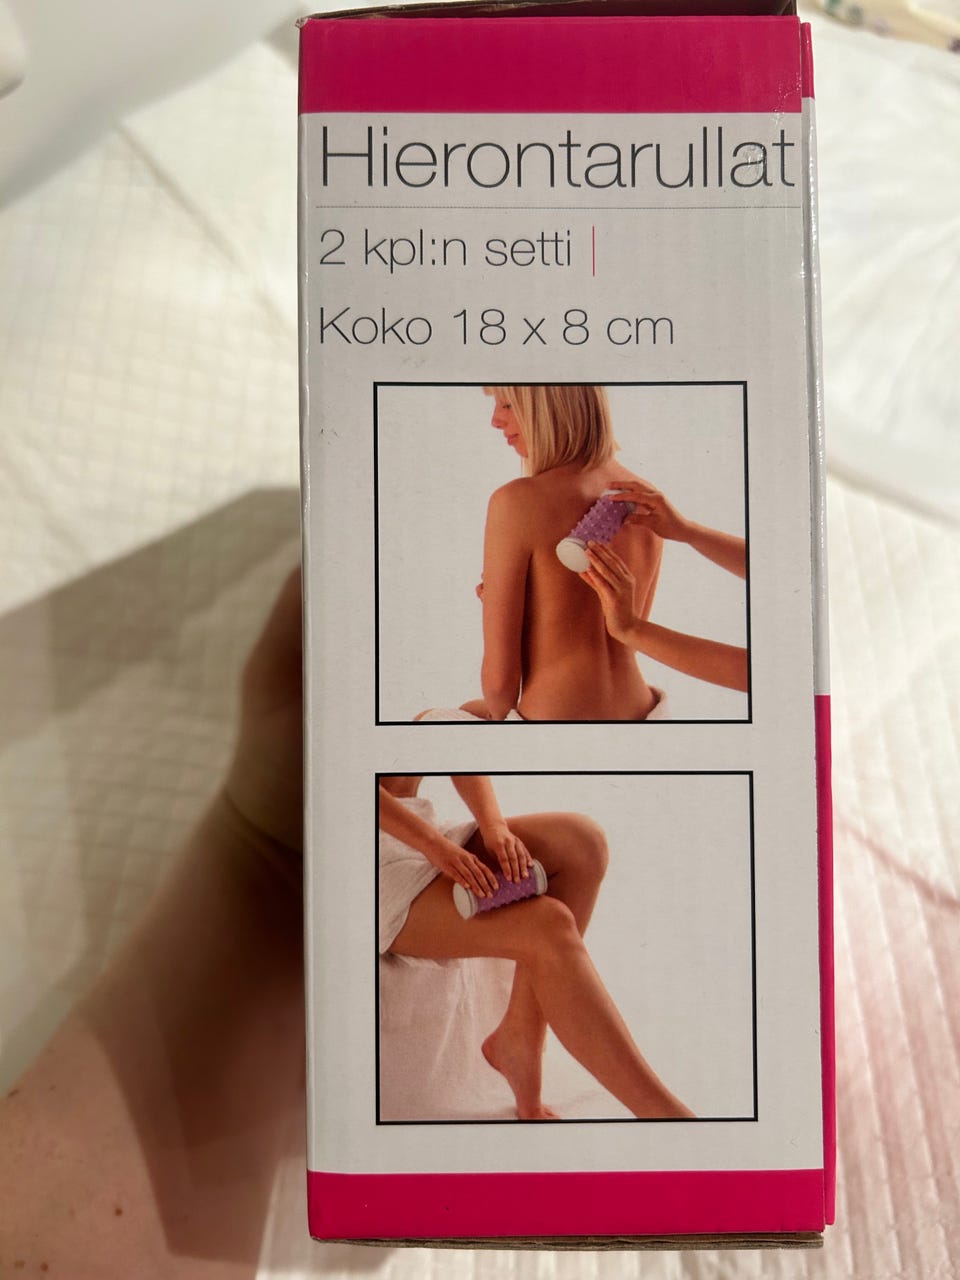 Hierontarullat
2 kpl:n setti |
Koko 18 x 8 cm